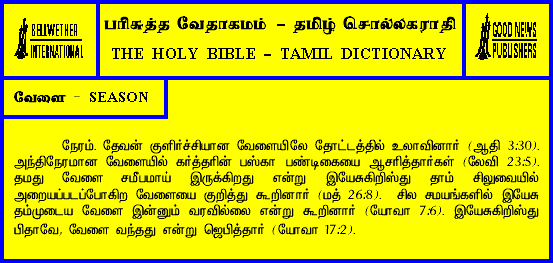 BELLWETHER
INTERNATIONAL
பரிசுத்த வேதாகமம் - தமிழ் சொல்லகராதி
THE HOLY BIBLE - TAMIL DICTIONARY
GOOD NEWS
PUBLISHERS
வேளை - SEASON
நேரம். தேவன் குளிர்ச்சியான வேளையிலே தோட்டத்தில் உலாவினார் (ஆதி 3:30).
அந்திநேரமான வேளையில் கர்த்தரின் பஸ்கா பண்டிகையை ஆசரித்தார்கள் (லேவி 23:5).
தமது வேளை சமீபமாய் இருக்கிறது என்று இயேசுகிறிஸ்து தாம் சிலுவையில்
அறையப்படப்போகிற வேளையை குறித்து கூறினார் (மத் 26:8). சில சமயங்களில் இயேசு
தம்முடைய வேளை இன்னும் வரவில்லை என்று கூறினார் (யோவா 7:6). இயேசுகிறிஸ்து
பிதாவே, வேளை வந்தது என்று ஜெபித்தார் (யோவா 17:2).